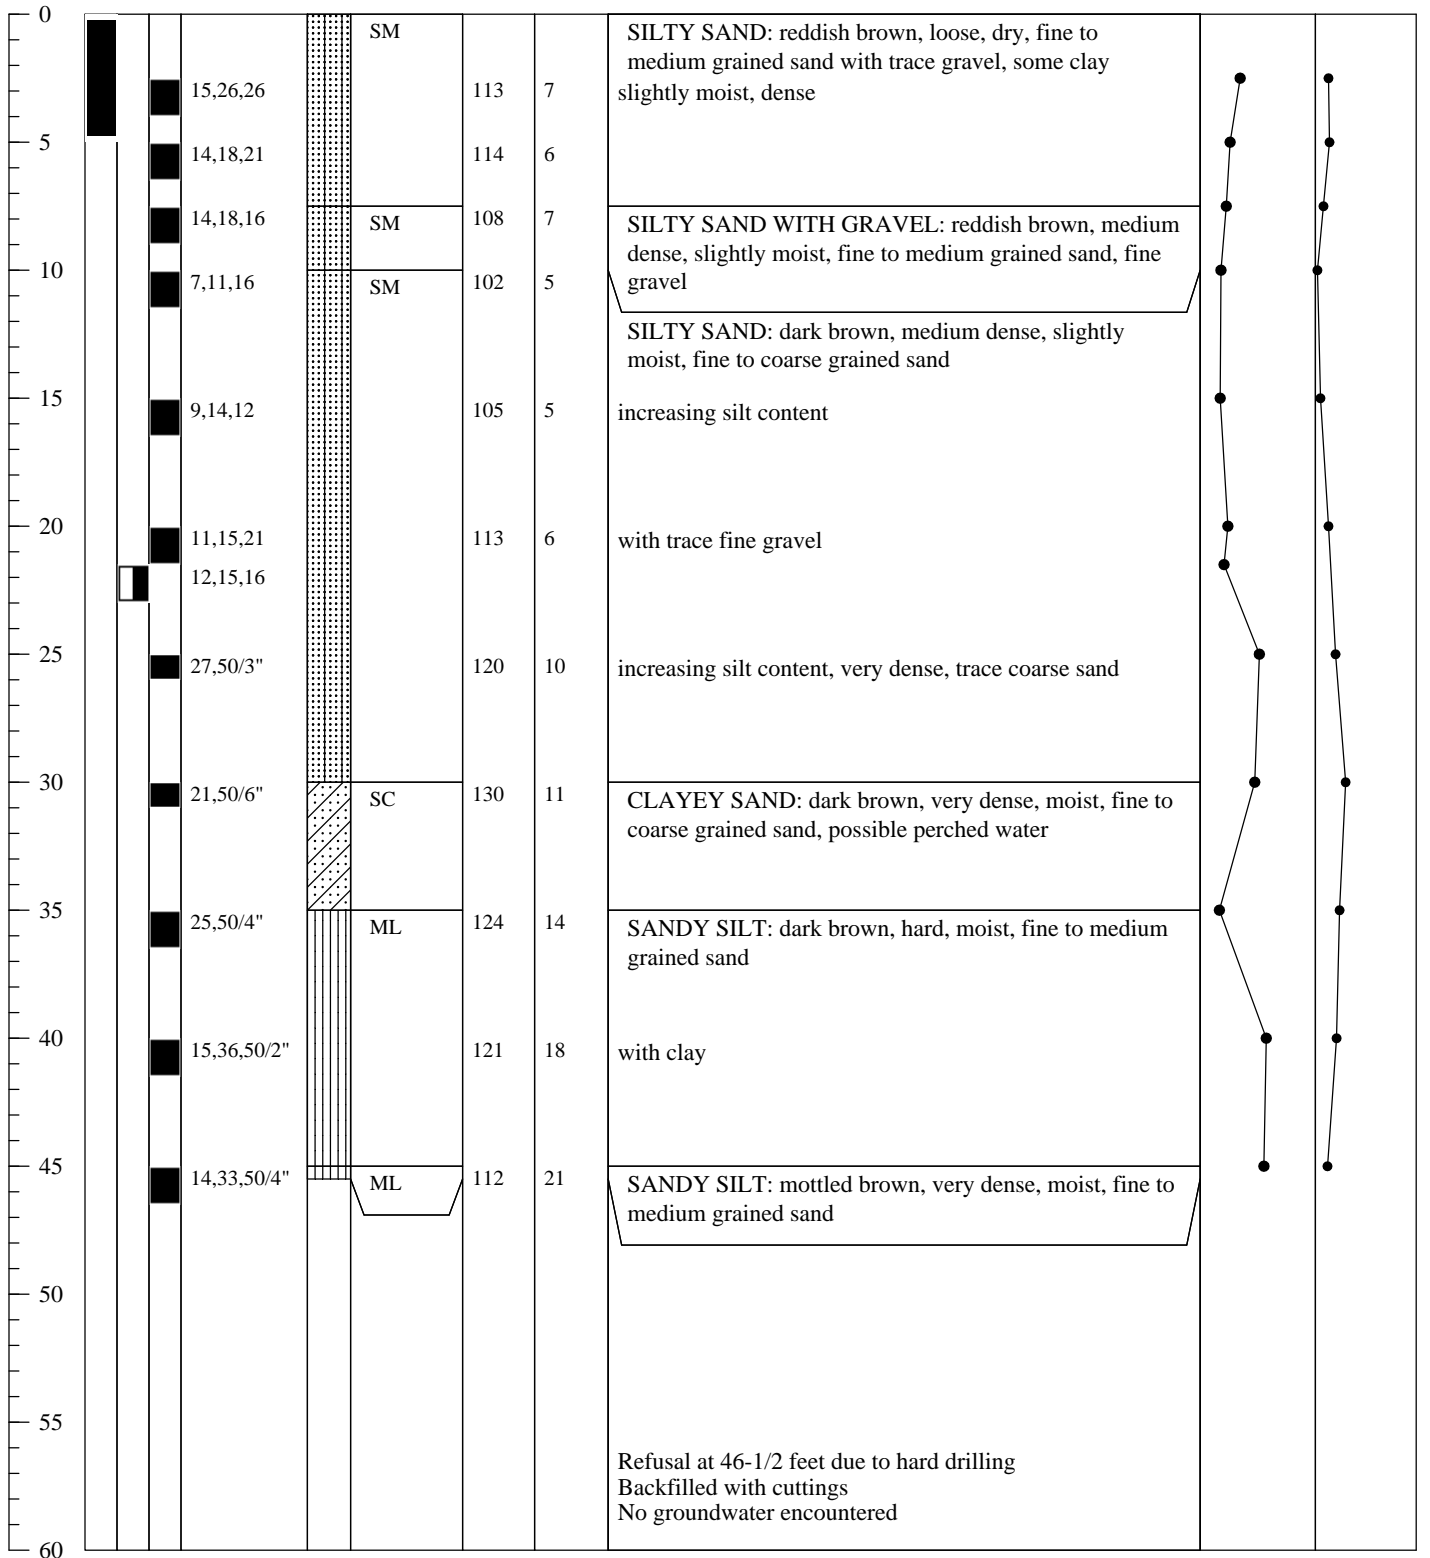 0 SM SILTY SAND: reddish brown, loose, dry, fine to
medium grained sand with trace gravel, some clay
15,26,26 113 7 slightly moist, dense
5 14,18,21 114 6
14,18,16 SM 108 7 SILTY SAND WITH GRAVEL: reddish brown, medium
dense, slightly moist, fine to medium grained sand, fine
10 7,11,16 SM 102 5 gravel
SILTY SAND: dark brown, medium dense, slightly
moist, fine to coarse grained sand
15 9,14,12 105 5 increasing silt content
20 11,15,21 113 6 with trace fine gravel
12,15,16
25 27,50/3" 120 10 increasing silt content, very dense, trace coarse sand
30 21,50/6" SC 130 11 CLAYEY SAND: dark brown, very dense, moist, fine to
coarse grained sand, possible perched water
35 25,50/4" ML 124 14 SANDY SILT: dark brown, hard, moist, fine to medium
grained sand
40 15,36,50/2" 121 18 with clay
45 14,33,50/4" ML 112 21 SANDY SILT: mottled brown, very dense, moist, fine to
medium grained sand
50
55
Refusal at 46-1/2 feet due to hard drilling
Backfilled with cuttings
No groundwater encountered
60